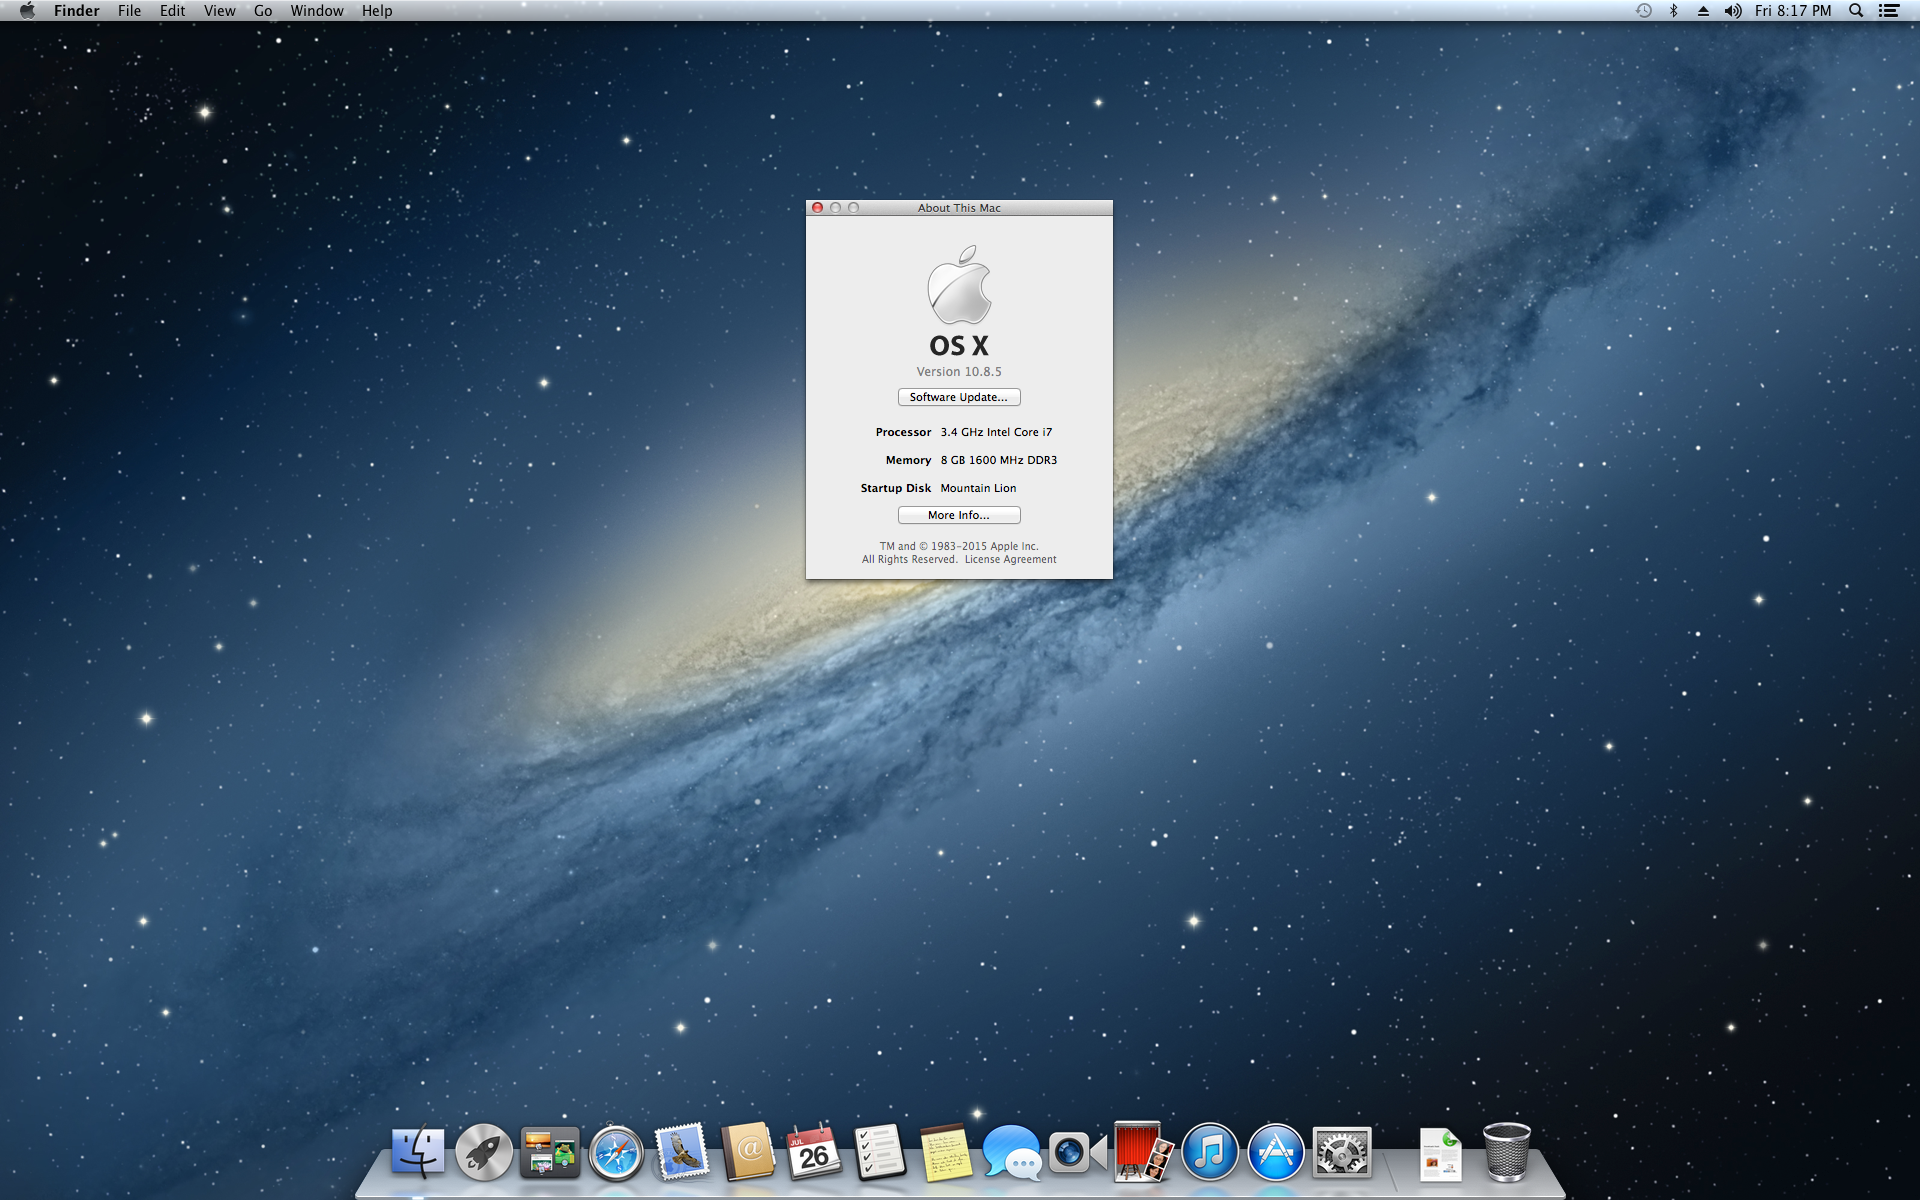 Finder File Edit View Go Window Help
Fri 8:17 PM
About This Mac
OS X
Version 10.8.5
Software Update...
Processor 3.4 GHz Intel Core i7
Memory 8 GB 1600 MHz DDR3
Startup Disk Mountain Lion
More Info...
TM and © 1983-2015 Apple Inc.
All Rights Reserved. License Agreement
@
JUL
26